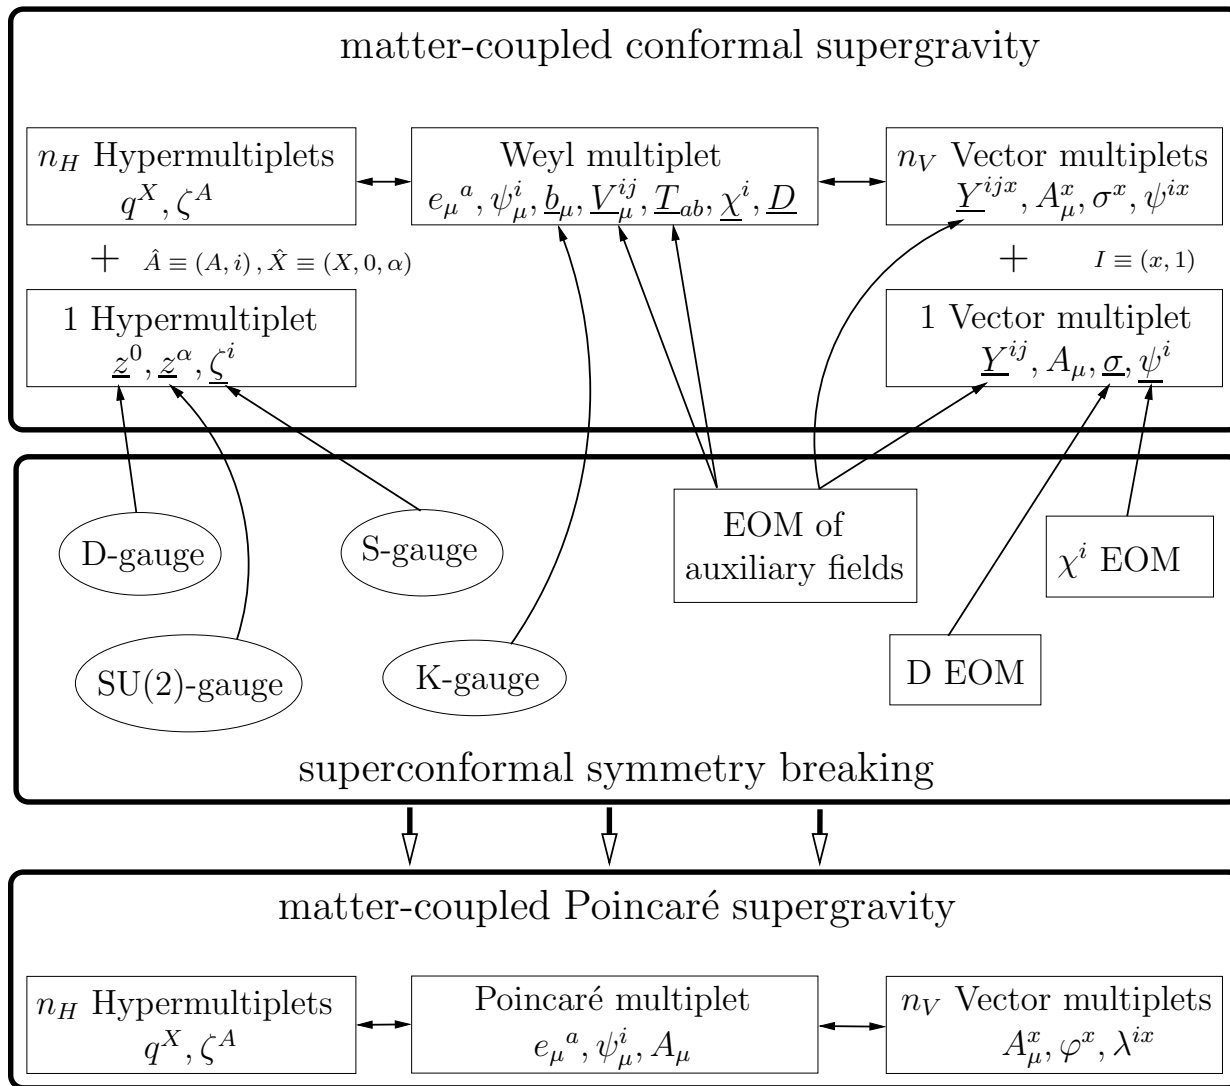 matter-coupled conformal supergravity
n_H Hypermultiplets
q^X, ζ^A
Weyl multiplet
e_μ^a, ψ_μ^i, b_μ, V_μ^{ij}, T_{ab}, χ^i, D
n_V Vector multiplets
Y^{ijx}, A_μ^x, σ^x, ψ^{ix}
+ Â ≡ (A, i) , X̂ ≡ (X, 0, α)
+ I ≡ (x, 1)
1 Hypermultiplet
z^0, z^α, ζ^i
1 Vector multiplet
Y^{ij}, A_μ, σ, ψ^i
D-gauge
S-gauge
EOM of
auxiliary fields
χ^i EOM
SU(2)-gauge
K-gauge
D EOM
superconformal symmetry breaking
matter-coupled Poincaré supergravity
n_H Hypermultiplets
q^X, ζ^A
Poincaré multiplet
e_μ^a, ψ_μ^i, A_μ
n_V Vector multiplets
A_μ^x, φ^x, λ^{ix}